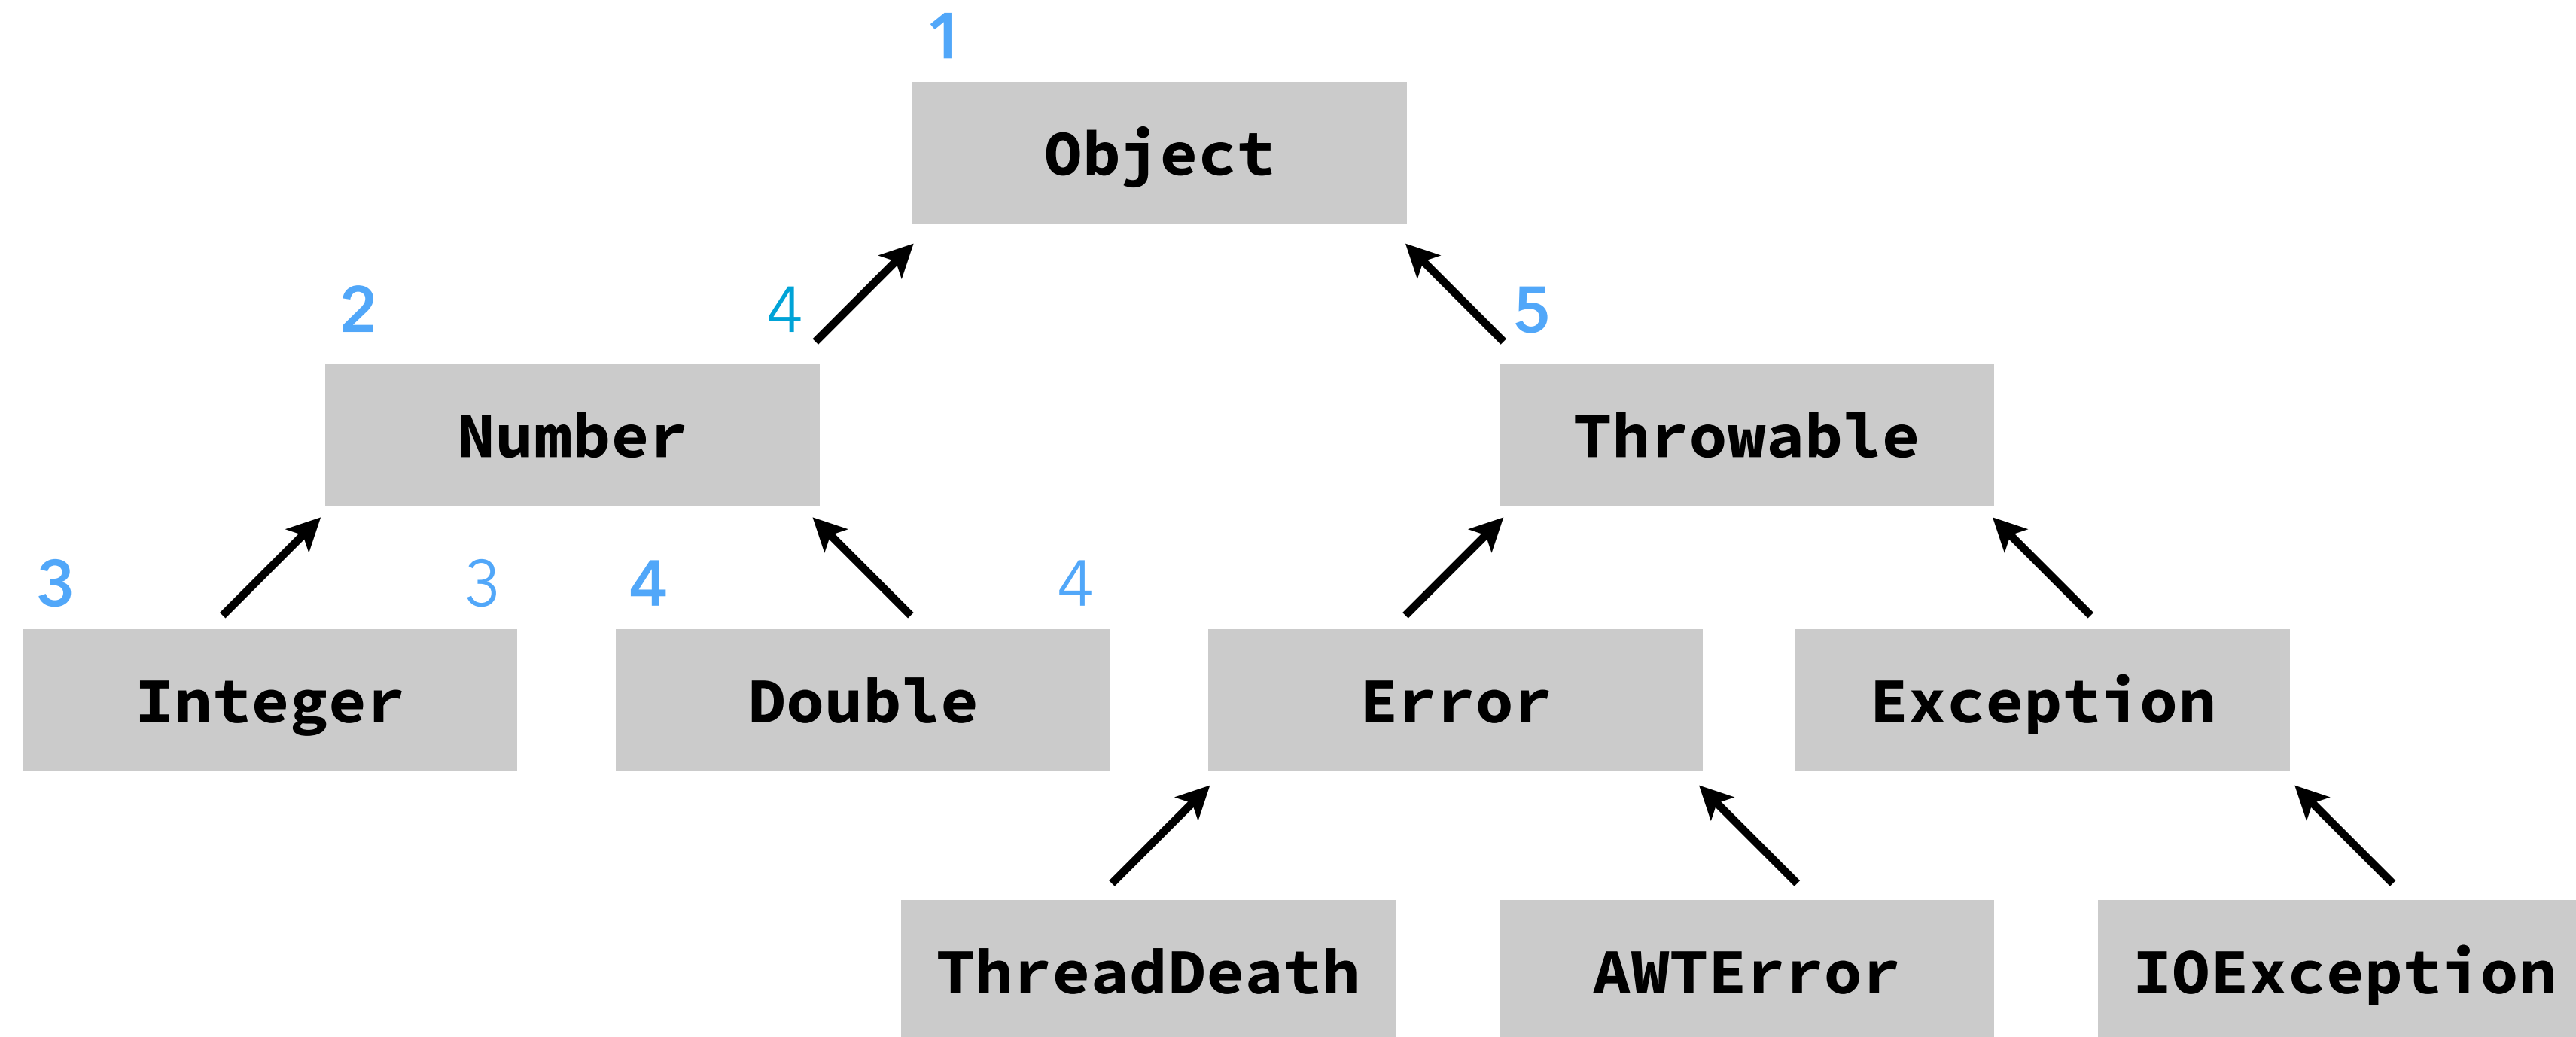 1
Object
2 4 5
Number Throwable
3 3 4 4
Integer Double Error Exception
ThreadDeath AWTError IOException